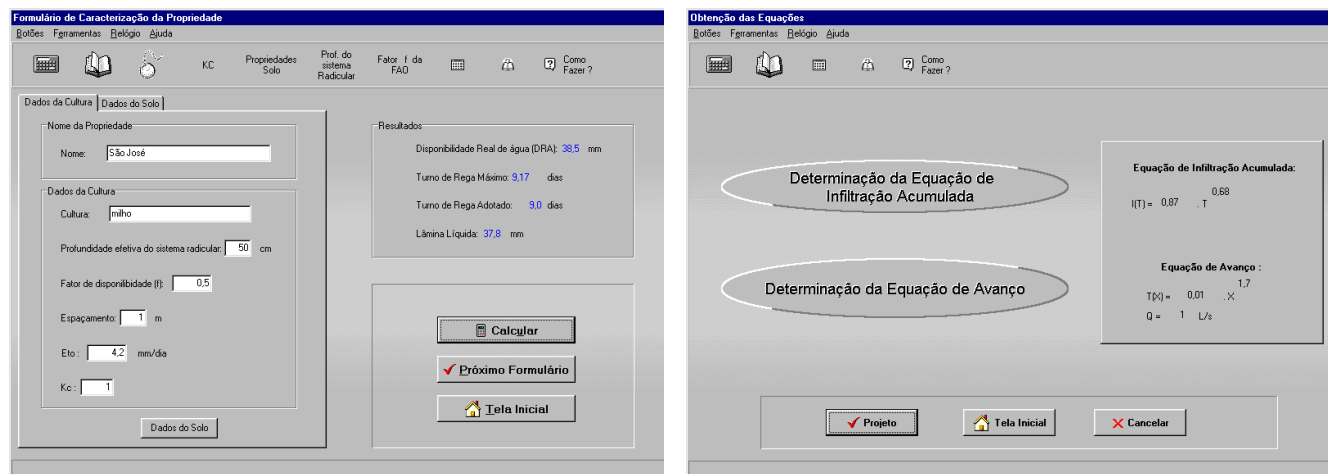 Formulário de Caracterização da Propriedade
Botões Ferramentas Relógio Ajuda
KC
Propriedades
Solo
Prof. do
sistema
Radicular
Fator f da
FAO
Como
Fazer ?
Dados da Cultura
Dados do Solo
Nome da Propriedade
Nome: São José
Dados da Cultura
Cultura: milho
Profundidade efetiva do sistema radicular: 50 cm
Fator de disponilibidade (f): 0,5
Espaçamento: 1 m
Eto : 4,2 mm/dia
Kc : 1
Dados do Solo
Resultados
Disponibilidade Real de água (DRA): 38,5 mm
Turno de Rega Máximo: 9,17 dias
Turno de Rega Adotado: 9,0 dias
Lâmina Líquida: 37,8 mm
Calcular
Próximo Formulário
Tela Inicial
Obtenção das Equações
Botões Ferramentas Relógio Ajuda
Como
Fazer ?
Determinação da Equação de
Infiltração Acumulada
Determinação da Equação de Avanço
Equação de Infiltração Acumulada:
0,68
I(T) = 0,87 . T
Equação de Avanço :
1,7
T(X) = 0,01 . X
Q = 1 L/s
Projeto
Tela Inicial
Cancelar